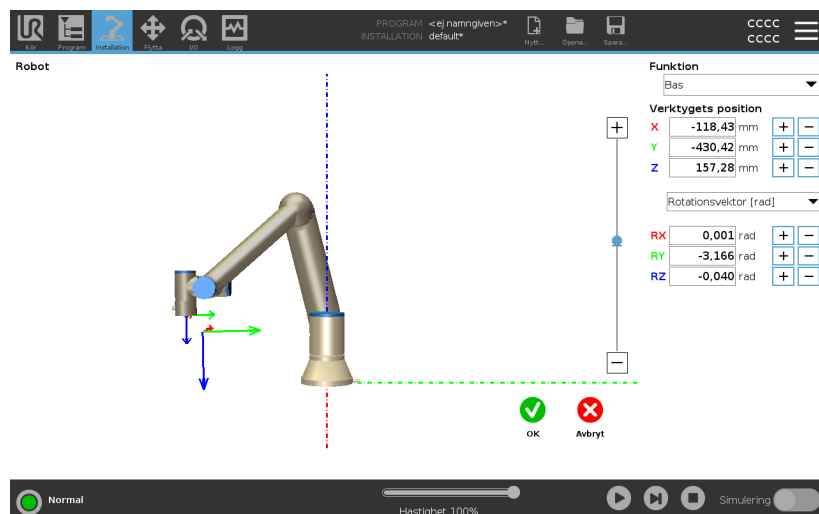 PROGRAM <ej namngiven>*
INSTALLATION default*
Kör Program Installation Flytta I/O Logg
Nytt... Öppna... Spara...
CCCC
CCCC
Robot
Funktion
Bas
Verktygets position
X -118,43 mm + −
Y -430,42 mm + −
Z 157,28 mm + −
Rotationsvektor [rad]
RX 0,001 rad + −
RY -3,166 rad + −
RZ -0,040 rad + −
OK Avbryt
Normal
Hastighet 100%
Simulering